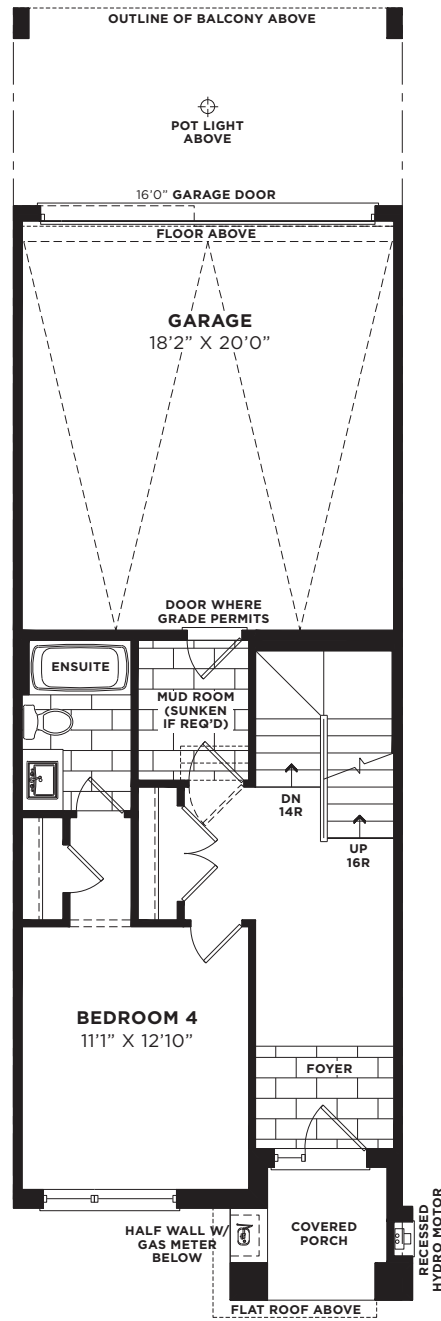 OUTLINE OF BALCONY ABOVE
POT LIGHT
ABOVE
16'0" GARAGE DOOR
FLOOR ABOVE
GARAGE
18'2" X 20'0"
DOOR WHERE
GRADE PERMITS
ENSUITE
MUD ROOM
(SUNKEN
IF REQ'D)
DN
14R
UP
16R
BEDROOM 4
11'1" X 12'10"
FOYER
HALF WALL W/
GAS METER
BELOW
COVERED
PORCH
RECESSED
HYDRO MOTOR
FLAT ROOF ABOVE